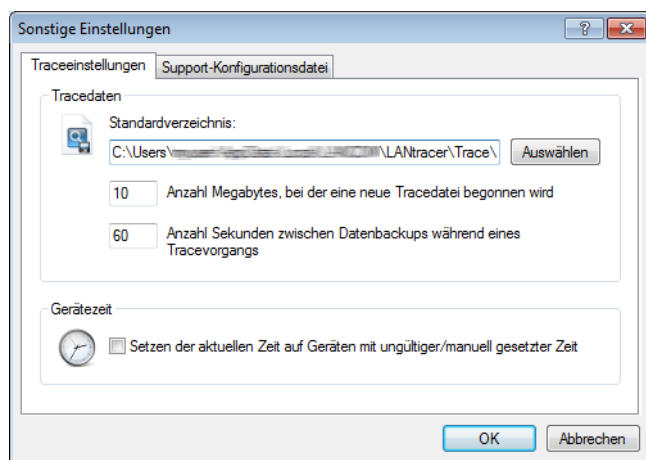 Sonstige Einstellungen
Traceeinstellungen
Support-Konfigurationsdatei
Tracedaten
Standardverzeichnis:
C:\Users\ \LANtracer\Trace\
Auswählen
10
Anzahl Megabytes, bei der eine neue Tracedatei begonnen wird
60
Anzahl Sekunden zwischen Datenbackups während eines
Tracevorgangs
Gerätezeit
Setzen der aktuellen Zeit auf Geräten mit ungültiger/manuell gesetzter Zeit
OK
Abbrechen